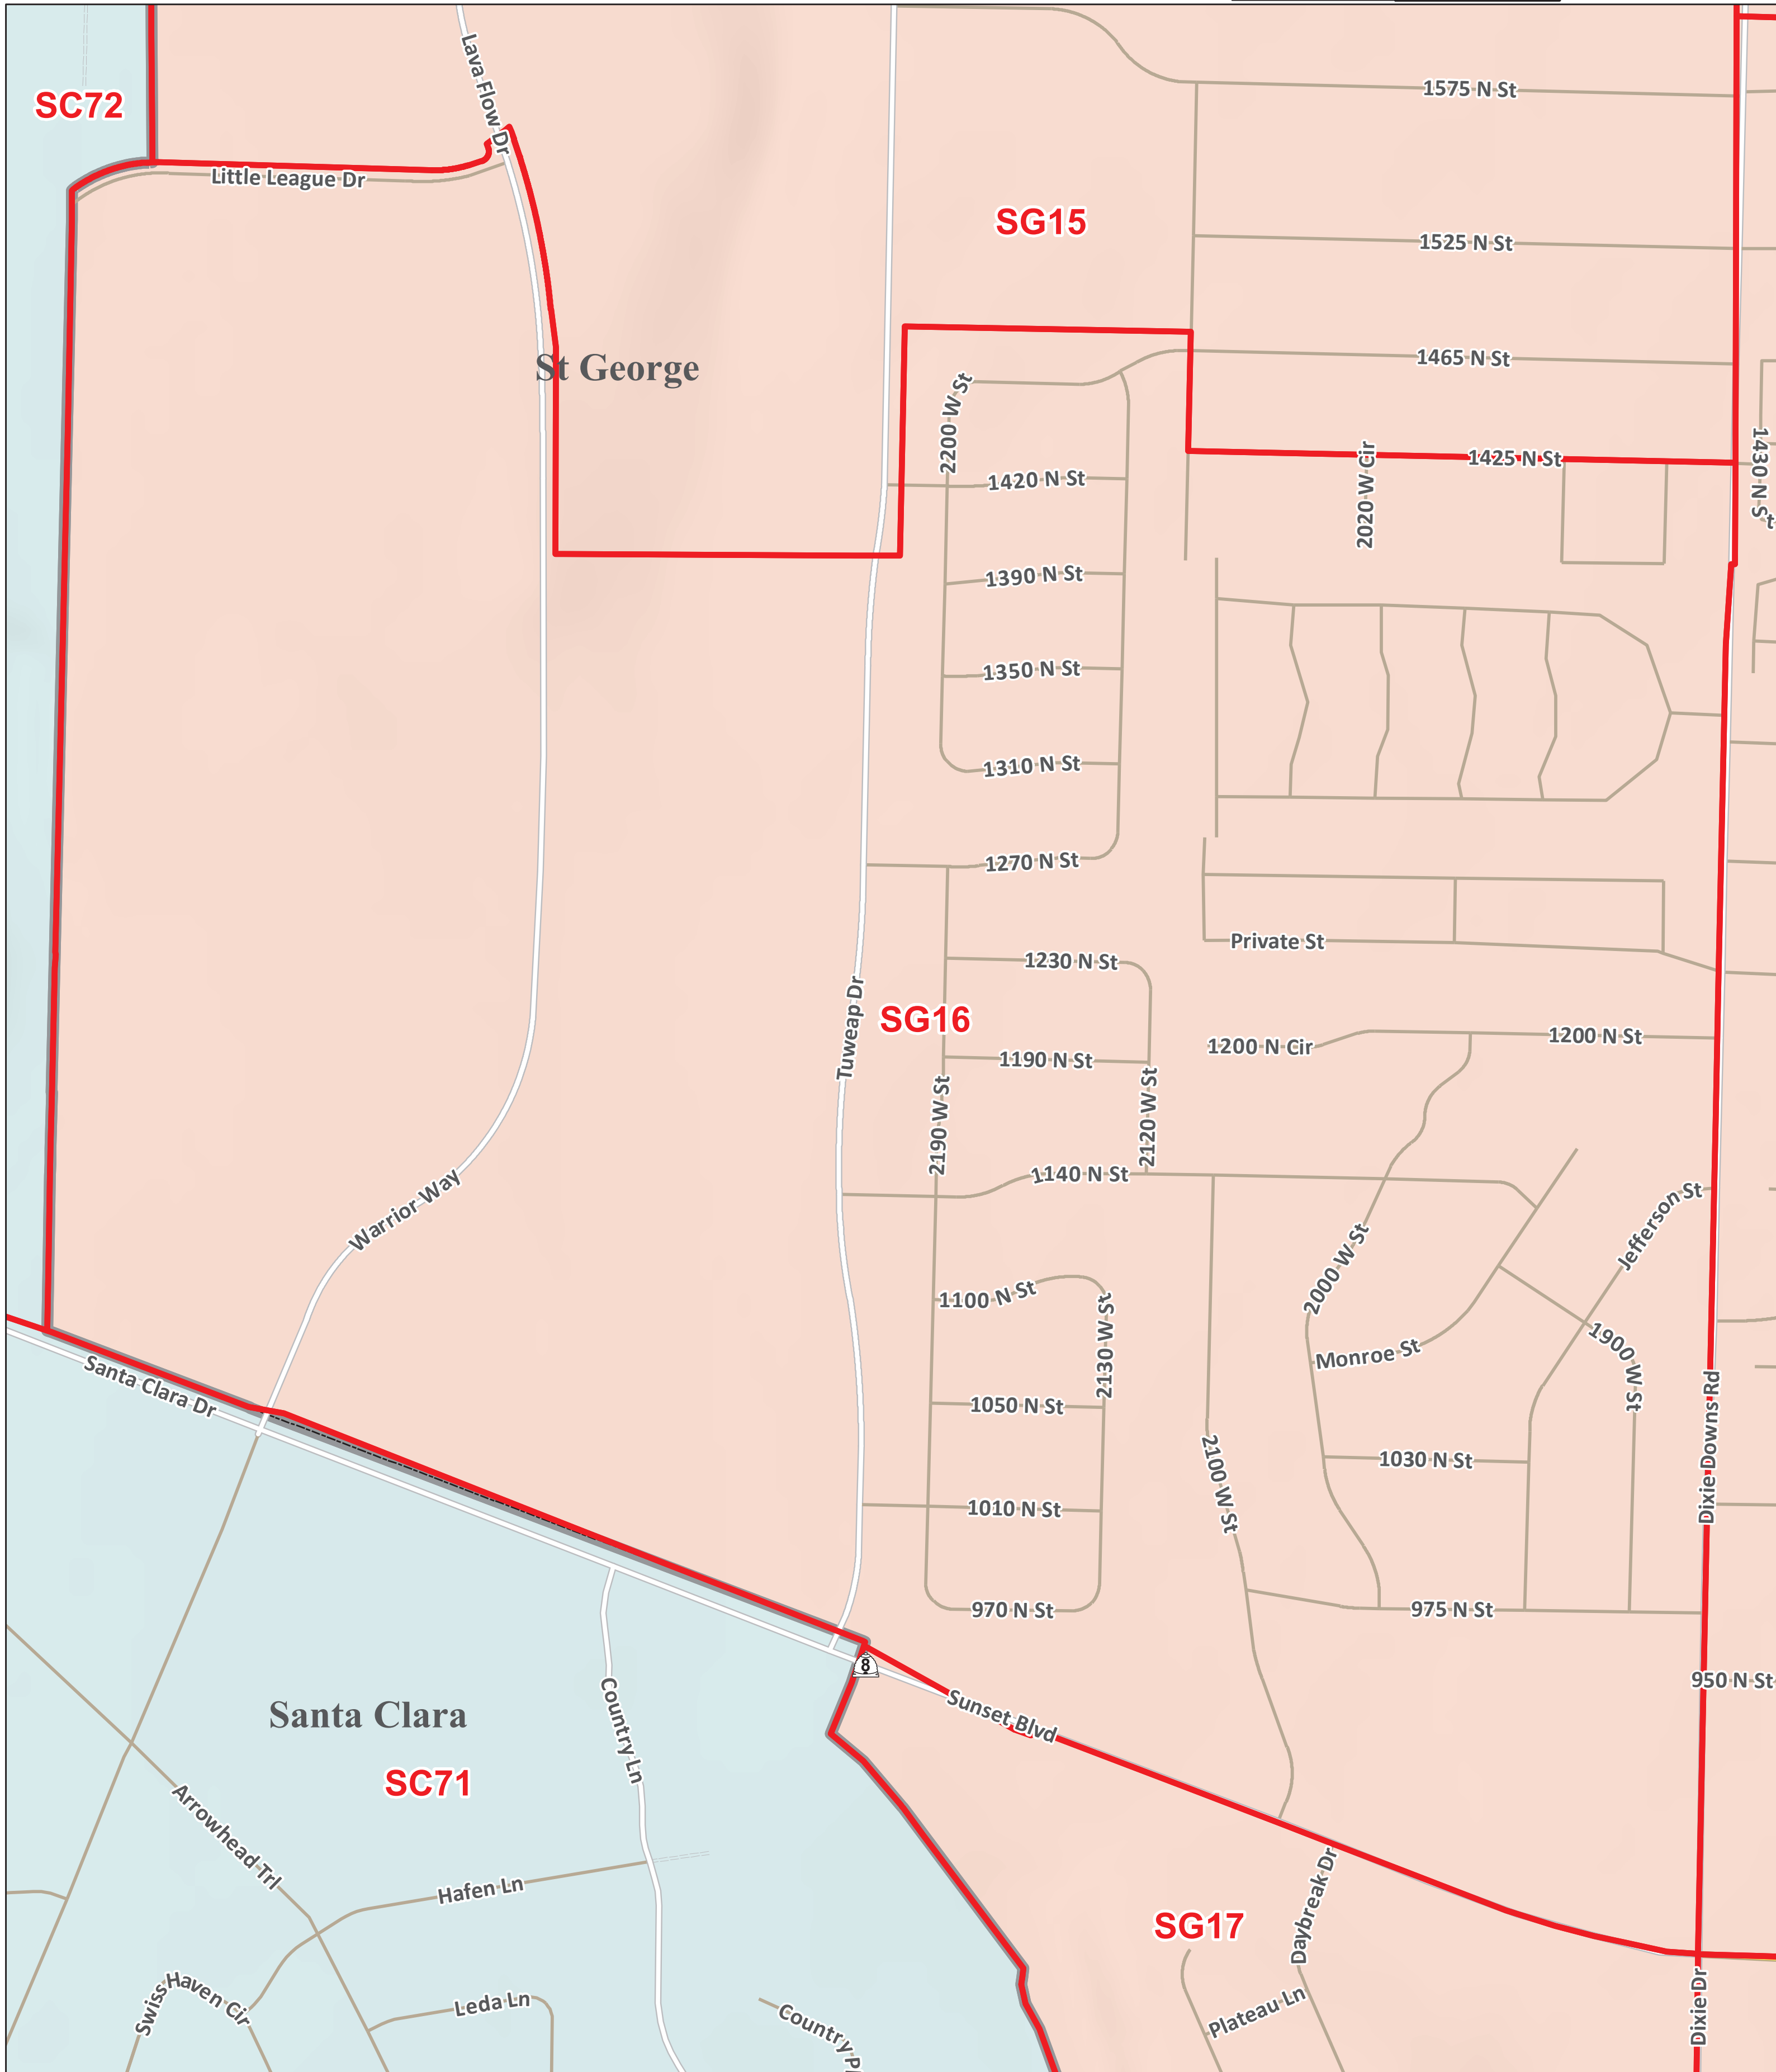 Lava Flow Dr
SC72
1575 N St
Little League Dr
SG15
1525 N St
St George
1465 N St
2200 W St
1430 N St
2020 W Cir
1425 N St
1420 N St
1390 N St
1350 N St
1310 N St
1270 N St
Private St
1230 N St
Tuweap Dr
SG16
1200 N St
1200 N Cir
1190 N St
2190 W St
2120 W St
1140 N St
Warrior Way
Jefferson St
2000 W St
1100 N St
2130 W St
Monroe St
1900 W St
Santa Clara Dr
1050 N St
Dixie Downs Rd
2100 W St
1030 N St
1010 N St
970 N St
975 N St
8
950 N St
Santa Clara
Country Ln
Sunset Blvd
SC71
Arrowhead Trl
Hafen Ln
Daybreak Dr
SG17
Swiss Haven Cir
Leda Ln
Plateau Ln
Dixie Dr
Country P